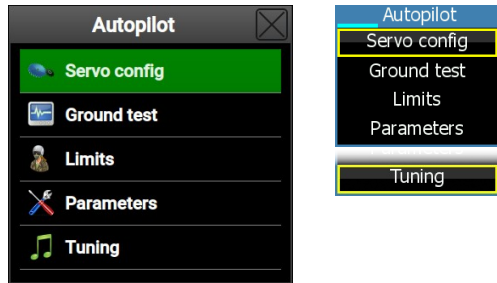 Autopilot
Servo config
Ground test
Limits
Parameters
Tuning
Autopilot
Servo config
Ground test
Limits
Parameters
Tuning